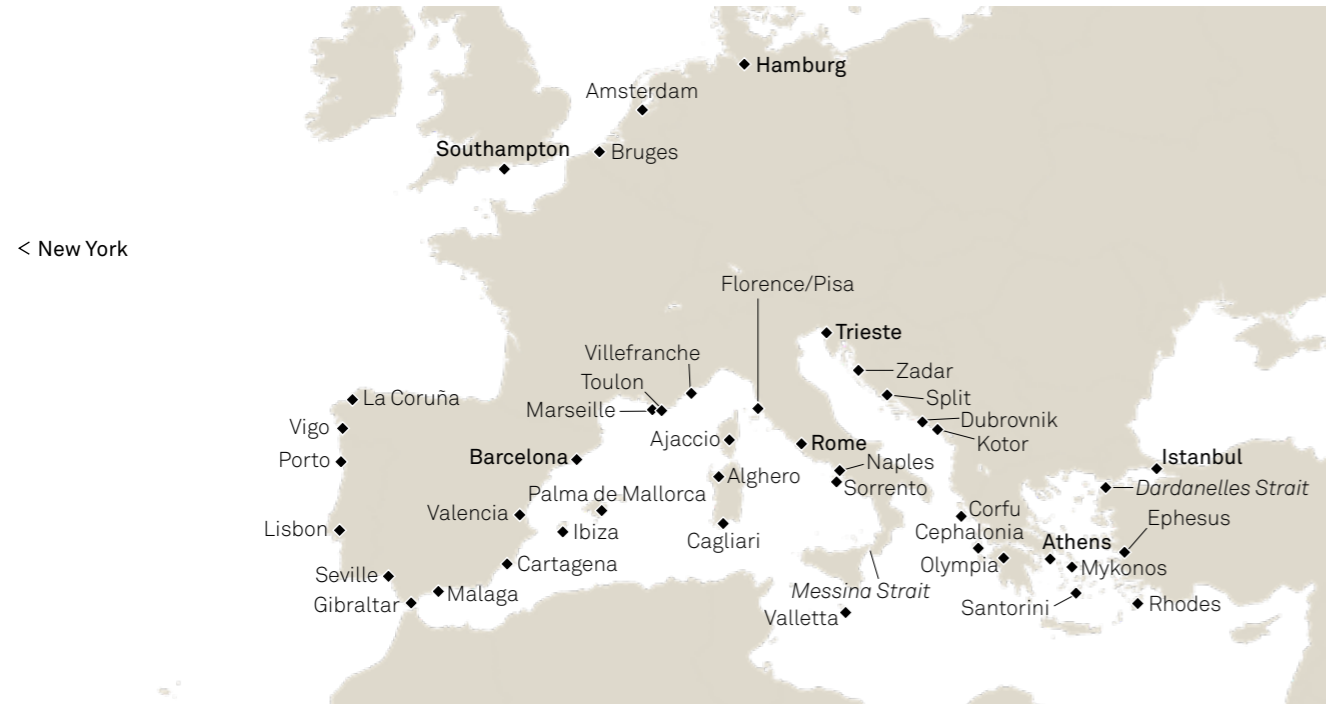 Hamburg
Amsterdam
Southampton
Bruges
< New York
Florence/Pisa
Trieste
Villefranche
Zadar
Toulon
La Coruña
Split
Marseille
Dubrovnik
Vigo
Ajaccio
Rome
Kotor
Porto
Barcelona
Naples
Istanbul
Alghero
Sorrento
Dardanelles Strait
Palma de Mallorca
Valencia
Corfu
Ephesus
Lisbon
Ibiza
Cagliari
Cephalonia
Athens
Cartagena
Olympia
Mykonos
Seville
Malaga
Messina Strait
Gibraltar
Santorini
Rhodes
Valletta